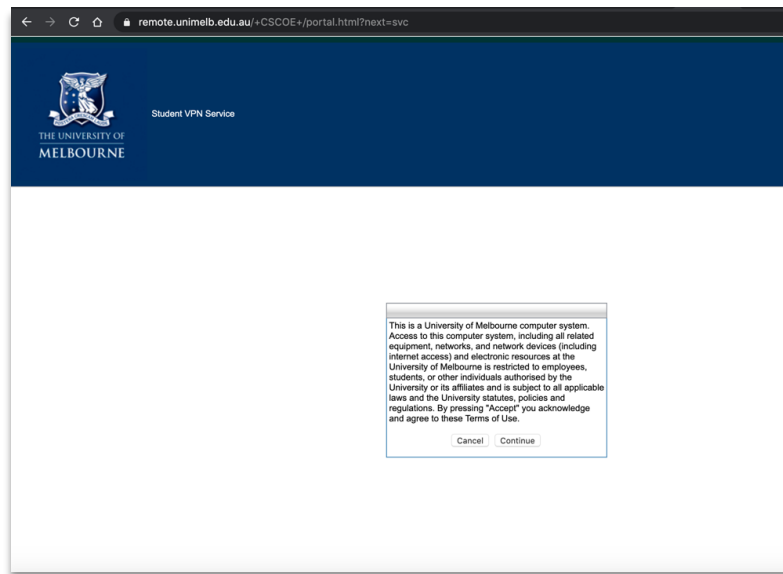 remote.unimelb.edu.au/+CSCOE+/portal.html?next=svc
Student VPN Service
THE UNIVERSITY OF
MELBOURNE
This is a University of Melbourne computer system.
Access to this computer system, including all related
equipment, networks, and network devices (including
internet access) and electronic resources at the
University of Melbourne is restricted to employees,
students, or other individuals authorised by the
University or its affiliates and is subject to all applicable
laws and the University statutes, policies and
regulations. By pressing "Accept" you acknowledge
and agree to these Terms of Use.
Cancel Continue